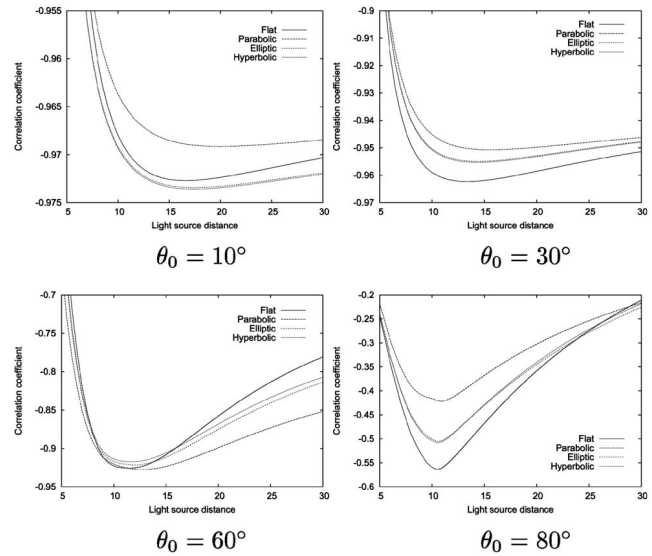 -0.955
-0.96
-0.965
-0.97
-0.975
Correlation coefficient
Flat
Parabolic
Elliptic
Hyperbolic
5 10 15 20 25 30
Light source distance
θ₀ = 10°
-0.9
-0.91
-0.92
-0.93
-0.94
-0.95
-0.96
-0.97
Correlation coefficient
Flat
Parabolic
Elliptic
Hyperbolic
5 10 15 20 25 30
Light source distance
θ₀ = 30°
-0.7
-0.75
-0.8
-0.85
-0.9
-0.95
Correlation coefficient
Flat
Parabolic
Elliptic
Hyperbolic
5 10 15 20 25 30
Light source distance
θ₀ = 60°
-0.2
-0.25
-0.3
-0.35
-0.4
-0.45
-0.5
-0.55
-0.6
Correlation coefficient
Flat
Parabolic
Elliptic
Hyperbolic
5 10 15 20 25 30
Light source distance
θ₀ = 80°